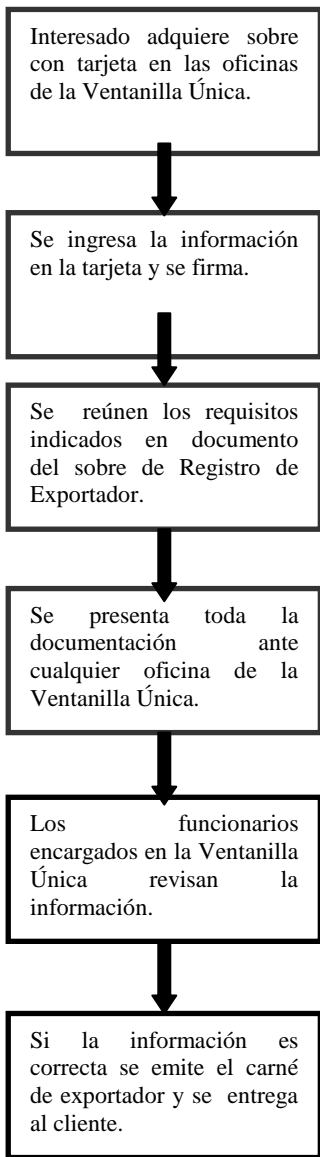 Interesado adquiere sobre
con tarjeta en las oficinas
de la Ventanilla Única.
Se ingresa la información
en la tarjeta y se firma.
Se reúnen los requisitos
indicados en documento
del sobre de Registro de
Exportador.
Se presenta toda la
documentación ante
cualquier oficina de la
Ventanilla Única.
Los funcionarios
encargados en la Ventanilla
Única revisan la
información.
Si la información es
correcta se emite el carné
de exportador y se entrega
al cliente.